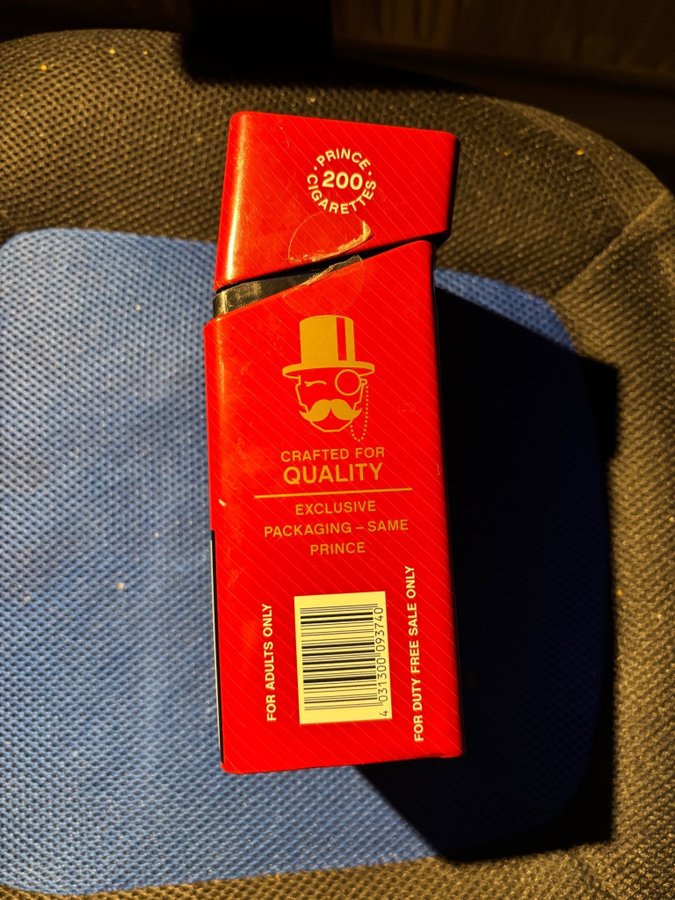 PRINCE
200
CIGARETTES
CRAFTED FOR
QUALITY
EXCLUSIVE
PACKAGING – SAME
PRINCE
FOR ADULTS ONLY
4 031300 093740
FOR DUTY FREE SALE ONLY